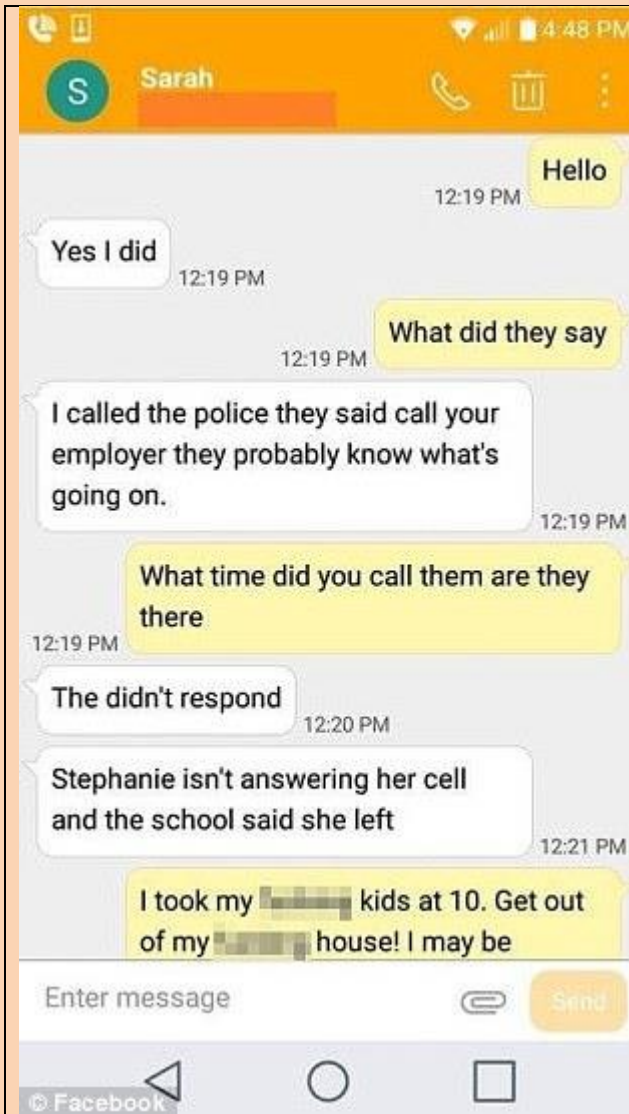 4:48 PM
S
Sarah
Hello
12:19 PM
Yes I did
12:19 PM
What did they say
12:19 PM
I called the police they said call your
employer they probably know what's
going on.
12:19 PM
What time did you call them are they
there
12:19 PM
The didn't respond
12:20 PM
Stephanie isn't answering her cell
and the school said she left
12:21 PM
I took my kids at 10. Get out
of my house! I may be
Enter message
Send
© Facebook